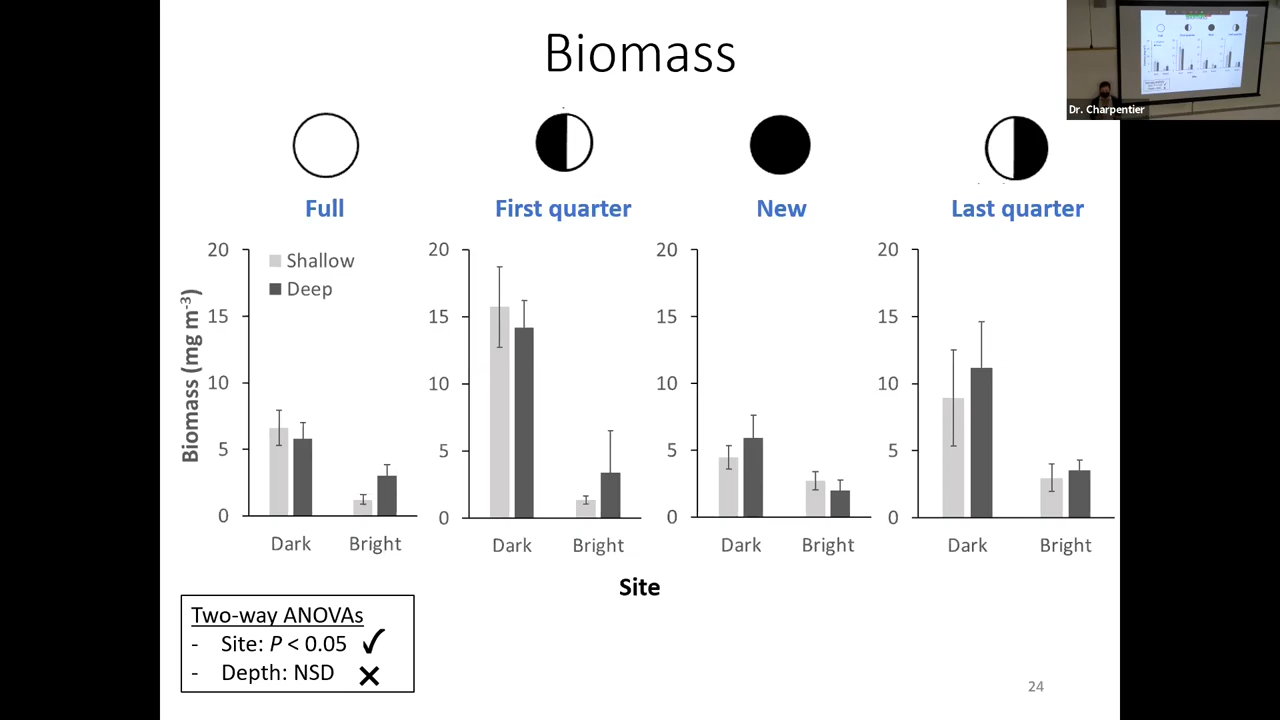 Biomass
Dr. Charpentier
Full
First quarter
New
Last quarter
Biomass (mg m⁻³)
20
15
10
5
0
Shallow
Deep
Dark
Bright
20
15
10
5
0
Dark
Bright
20
15
10
5
0
Dark
Bright
20
15
10
5
0
Dark
Bright
Site
Two-way ANOVAs
- Site: P < 0.05 ✓
- Depth: NSD ✕
24